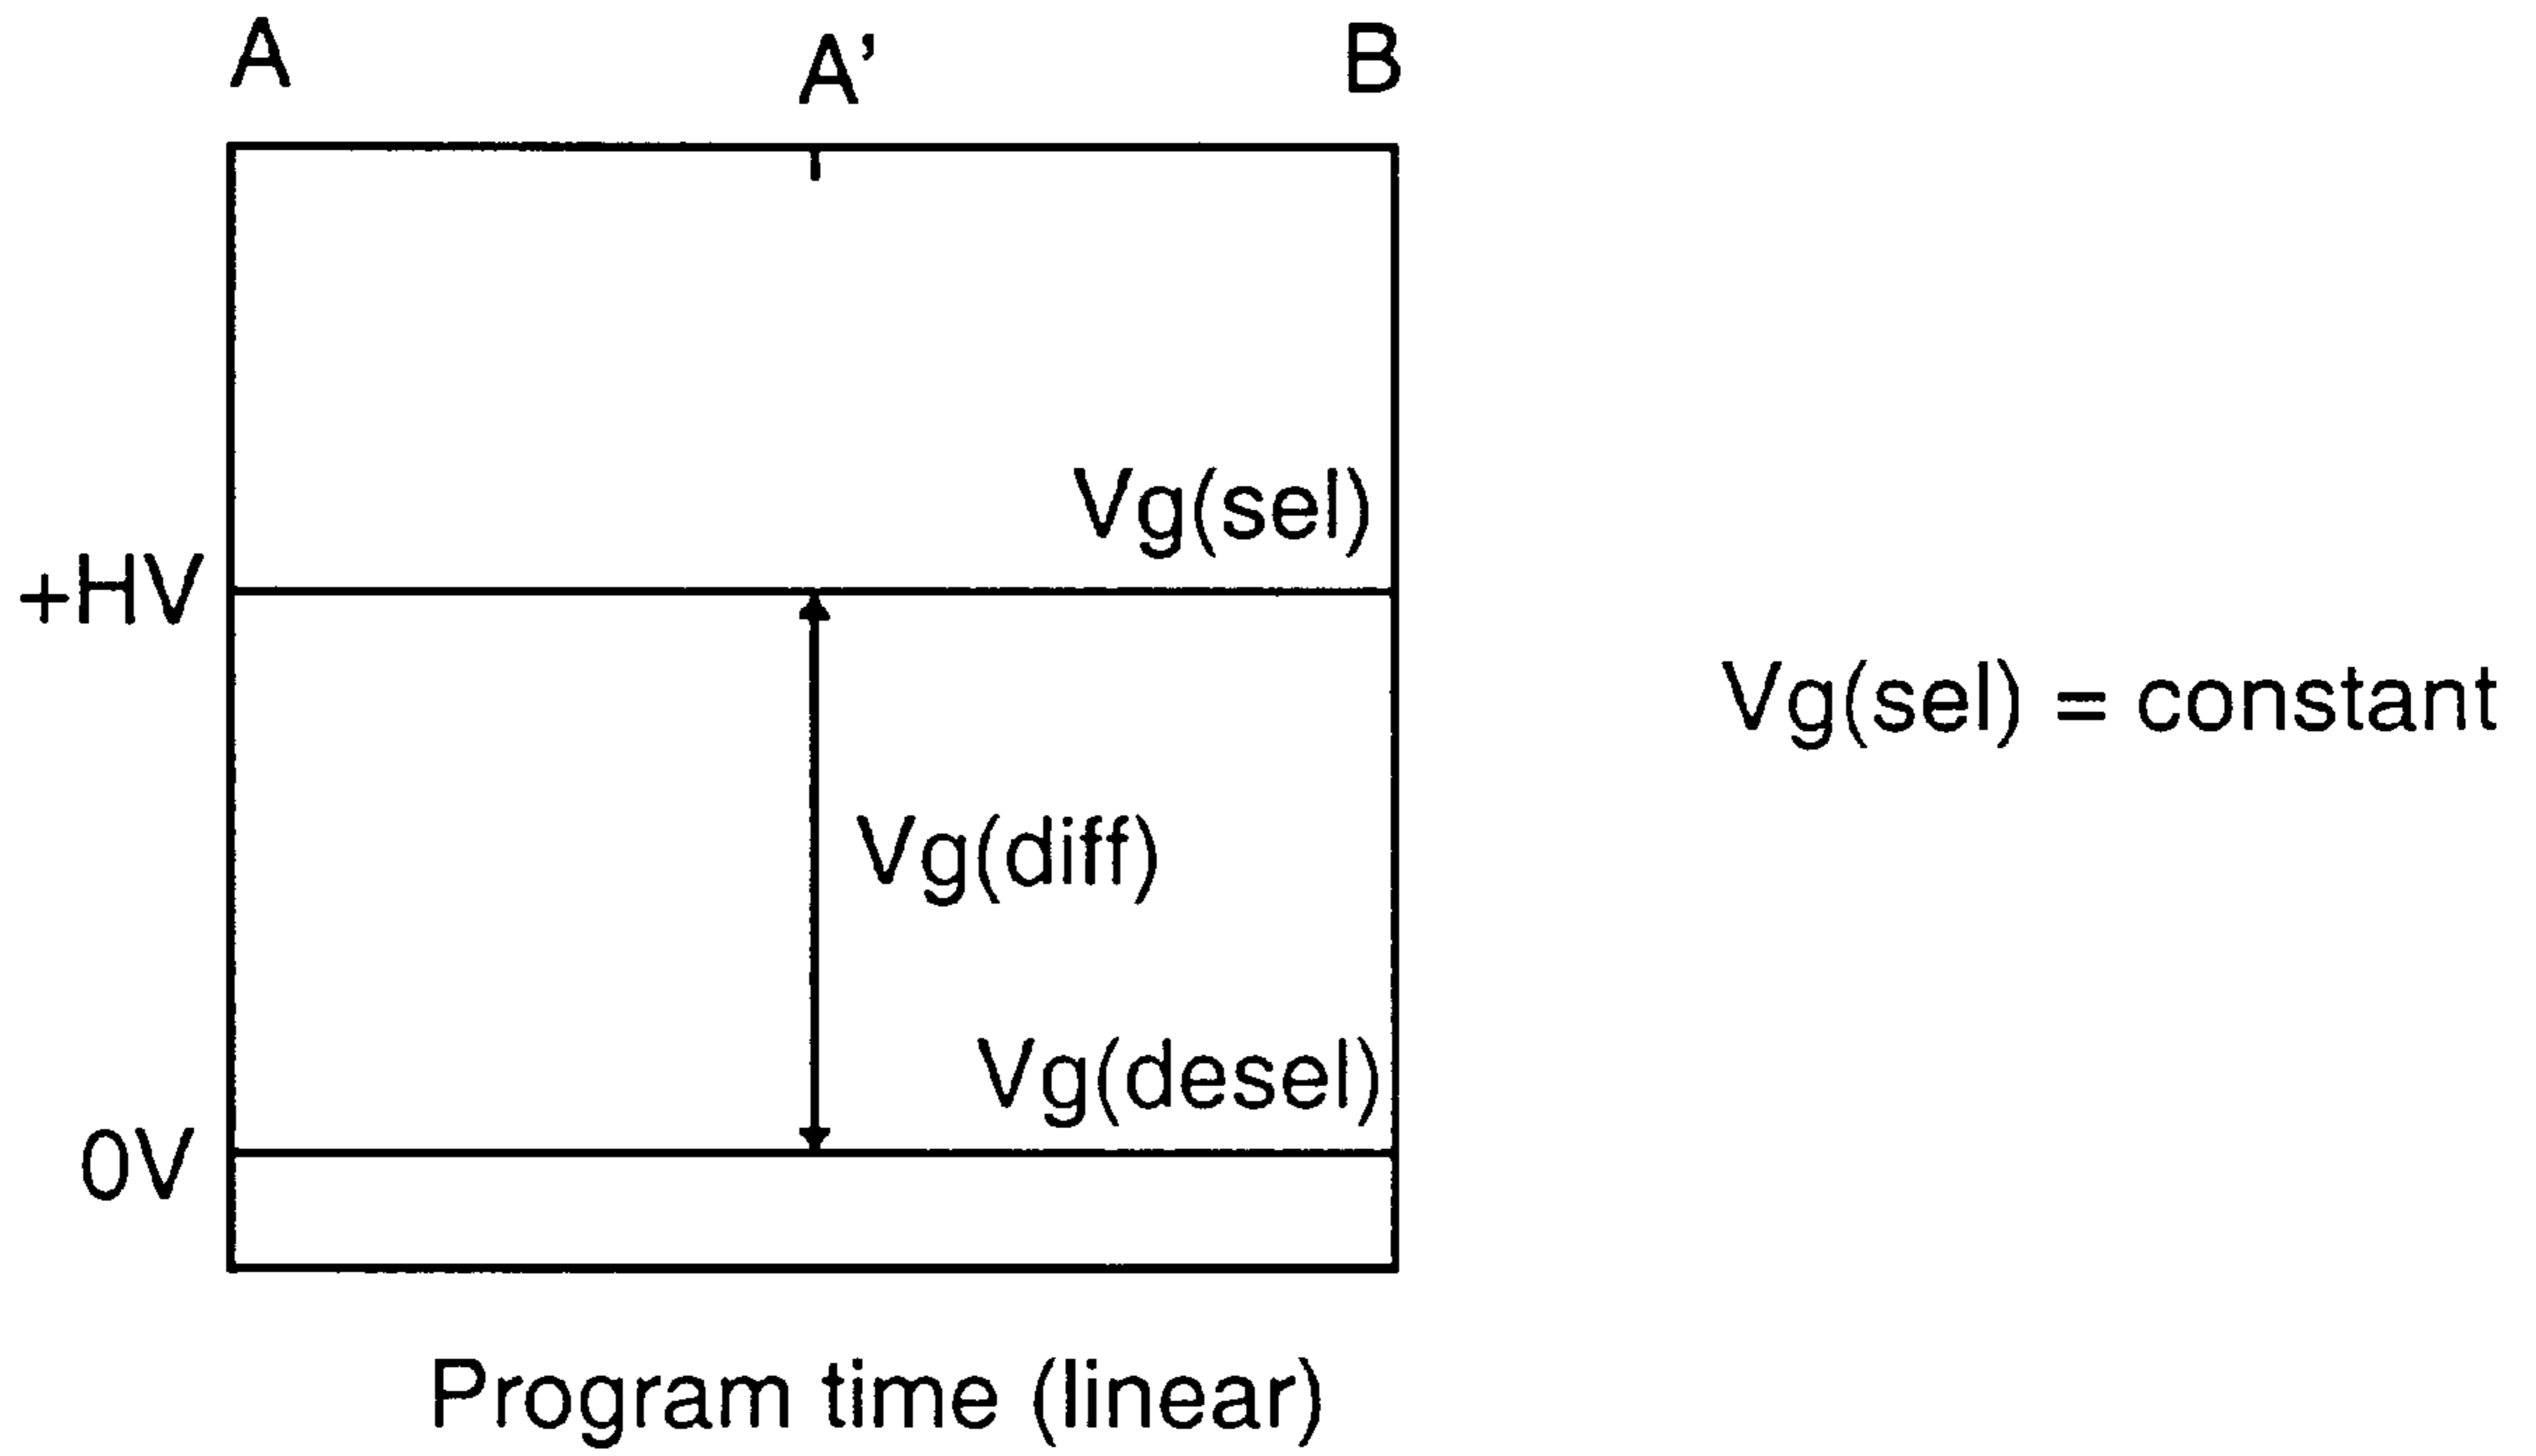 A
A'
B
Vg(sel)
+HV
Vg(sel) = constant
Vg(diff)
Vg(desel)
0V
Program time (linear)